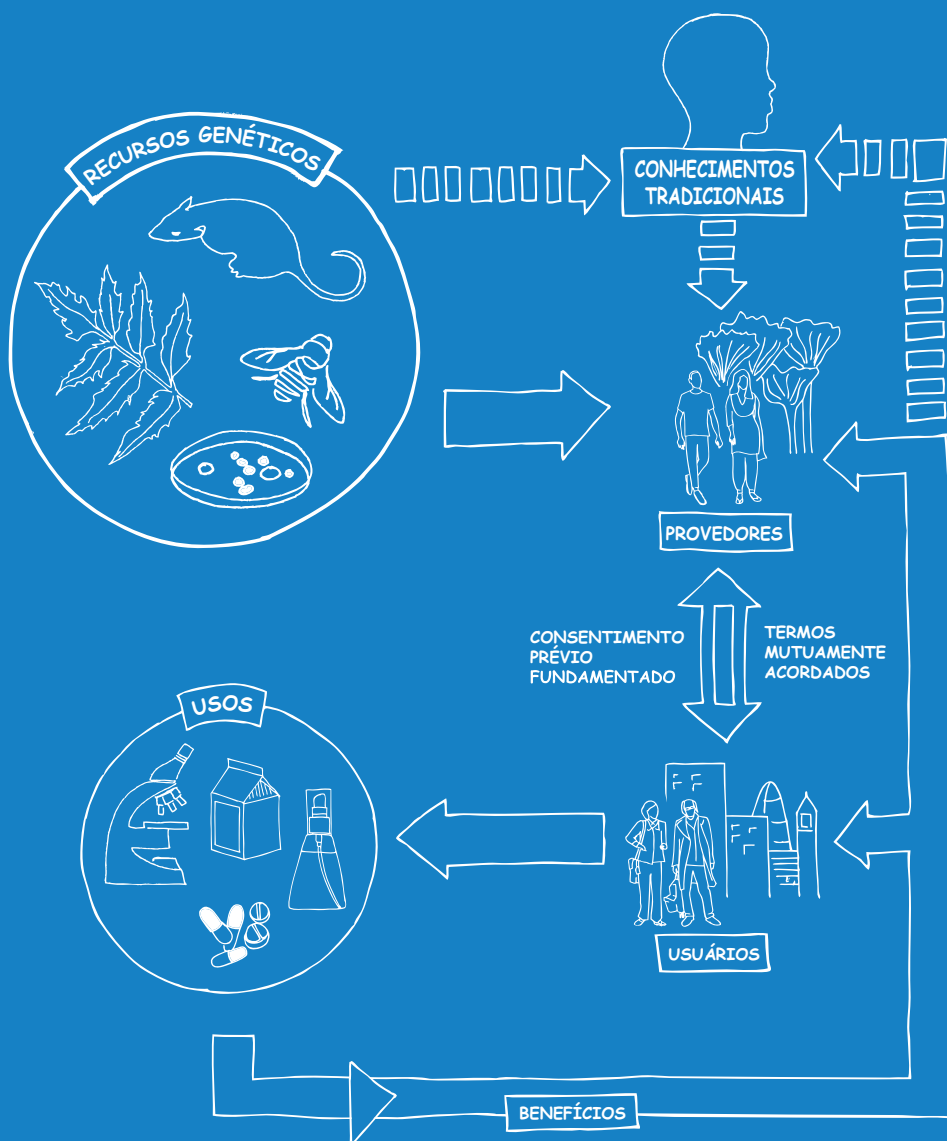 RECURSOS GENÉTICOS
CONHECIMENTOS
TRADICIONAIS
PROVEDORES
CONSENTIMENTO
PRÉVIO
FUNDAMENTADO
TERMOS
MUTUAMENTE
ACORDADOS
USOS
USUÁRIOS
BENEFÍCIOS